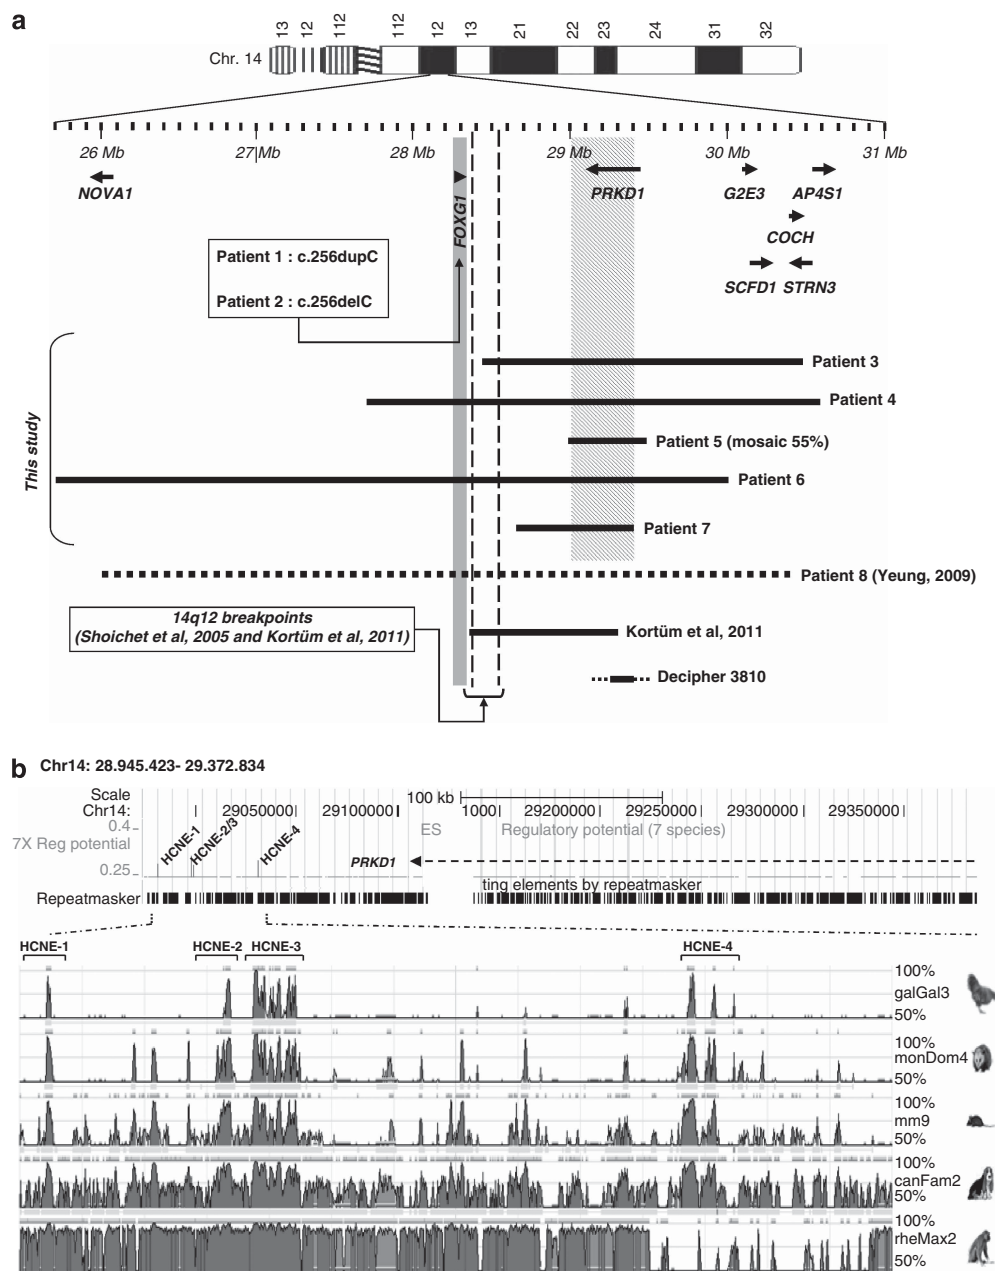 a
13 12 112 112 12 13 21 22 23 24 31 32
Chr. 14
26 Mb 27 Mb 28 Mb 29 Mb 30 Mb 31 Mb
NOVA1
FOXG1
PRKD1
G2E3
AP4S1
COCH
SCFD1 STRN3
Patient 1 : c.256dupC
Patient 2 : c.256delC
This study
Patient 3
Patient 4
Patient 5 (mosaic 55%)
Patient 6
Patient 7
Patient 8 (Yeung, 2009)
14q12 breakpoints
(Shoichet et al, 2005 and Kortüm et al, 2011)
Kortüm et al, 2011
Decipher 3810
b Chr14: 28.945.423- 29.372.834
Scale
100 kb
Chr14:
29050000 29100000 1000 29200000 29250000 29300000 29350000
0.4
7X Reg potential
ES Regulatory potential (7 species)
HCNE-1 HCNE-2/3 HCNE-4
PRKD1
0.25
ting elements by repeatmasker
Repeatmasker
HCNE-1 HCNE-2 HCNE-3 HCNE-4
100%
galGal3
50%
100%
monDom4
50%
100%
mm9
50%
100%
canFam2
50%
100%
rheMax2
50%